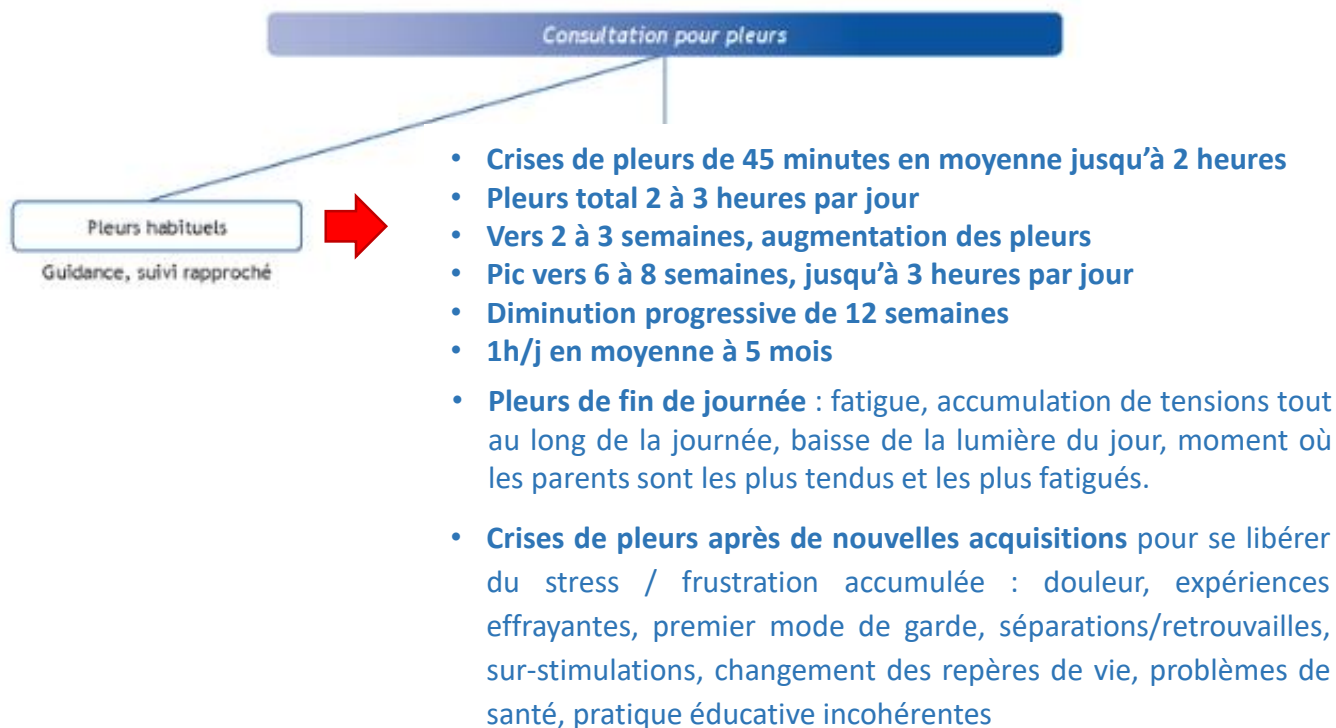 Consultation pour pleurs
Pleurs habituels
Guidance, suivi rapproché
• Crises de pleurs de 45 minutes en moyenne jusqu’à 2 heures
• Pleurs total 2 à 3 heures par jour
• Vers 2 à 3 semaines, augmentation des pleurs
• Pic vers 6 à 8 semaines, jusqu’à 3 heures par jour
• Diminution progressive de 12 semaines
• 1h/j en moyenne à 5 mois
• Pleurs de fin de journée : fatigue, accumulation de tensions tout
au long de la journée, baisse de la lumière du jour, moment où
les parents sont les plus tendus et les plus fatigués.
• Crises de pleurs après de nouvelles acquisitions pour se libérer
du stress / frustration accumulée : douleur, expériences
effrayantes, premier mode de garde, séparations/retrouvailles,
sur-stimulations, changement des repères de vie, problèmes de
santé, pratique éducative incohérentes